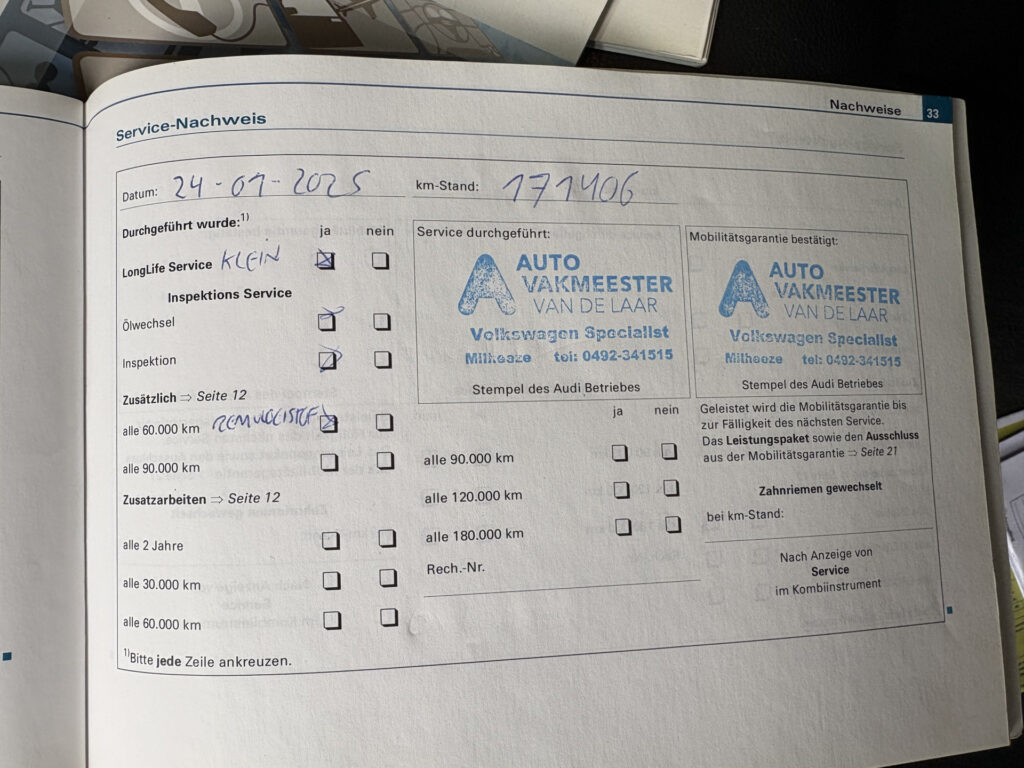 Nachweise 33
Service-Nachweis
Datum: 24-01-2025 km-Stand: 171406
Durchgeführt wurde:1)
ja nein
LongLife Service KLEIN
Inspektions Service
Ölwechsel
Inspektion
Zusätzlich ⇒ Seite 12
alle 60.000 km REMVLOEISTOF
alle 90.000 km
Zusatzarbeiten ⇒ Seite 12
alle 2 Jahre
alle 30.000 km
alle 60.000 km
1)Bitte jede Zeile ankreuzen.
Service durchgeführt:
AUTO
VAKMEESTER
VAN DE LAAR
Volkswagen Specialist
Milheeze tel: 0492-341515
Stempel des Audi Betriebes
ja nein
alle 90.000 km
alle 120.000 km
alle 180.000 km
Rech.-Nr.
Mobilitätsgarantie bestätigt:
AUTO
VAKMEESTER
VAN DE LAAR
Volkswagen Specialist
Milheeze tel: 0492-341515
Stempel des Audi Betriebes
Geleistet wird die Mobilitätsgarantie bis
zur Fälligkeit des nächsten Service.
Das Leistungspaket sowie den Ausschluss
aus der Mobilitätsgarantie ⇒ Seite 21
Zahnriemen gewechselt
bei km-Stand:
Nach Anzeige von
Service
im Kombiinstrument